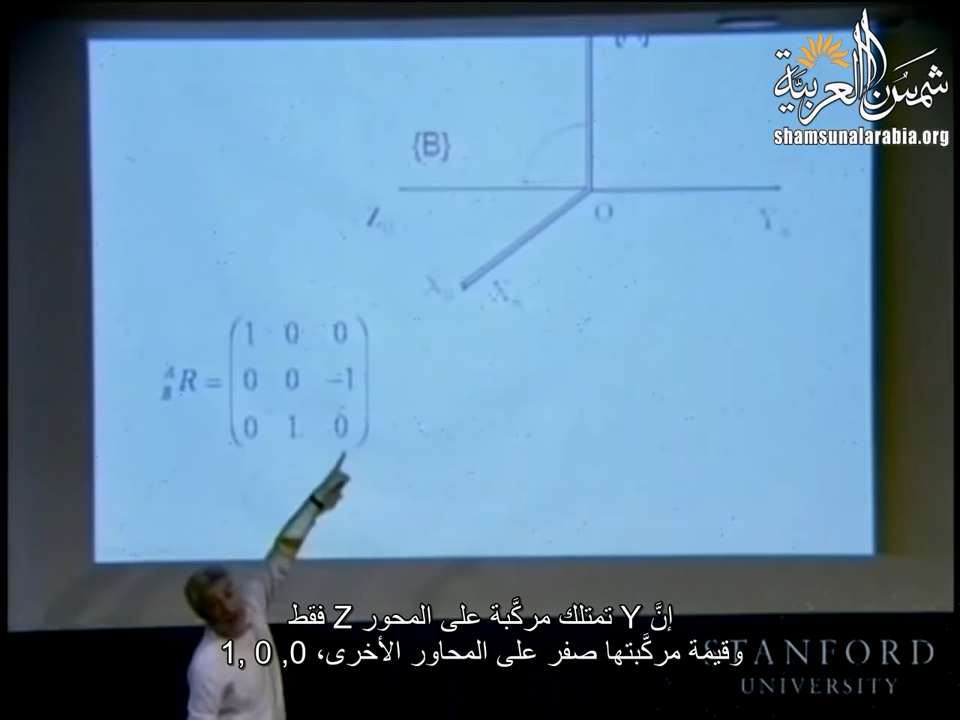 شمس العربية
shamsunalarabia.org
{A}
{B}
O
1 0 0
A B R = 0 0 -1
0 1 0
إنَّ Y تمتلك مركَّبة على المحور Z فقط
وقيمة مركَّبتها صفر على المحاور الأخرى، 0, 0 ,1
STANFORD
UNIVERSITY